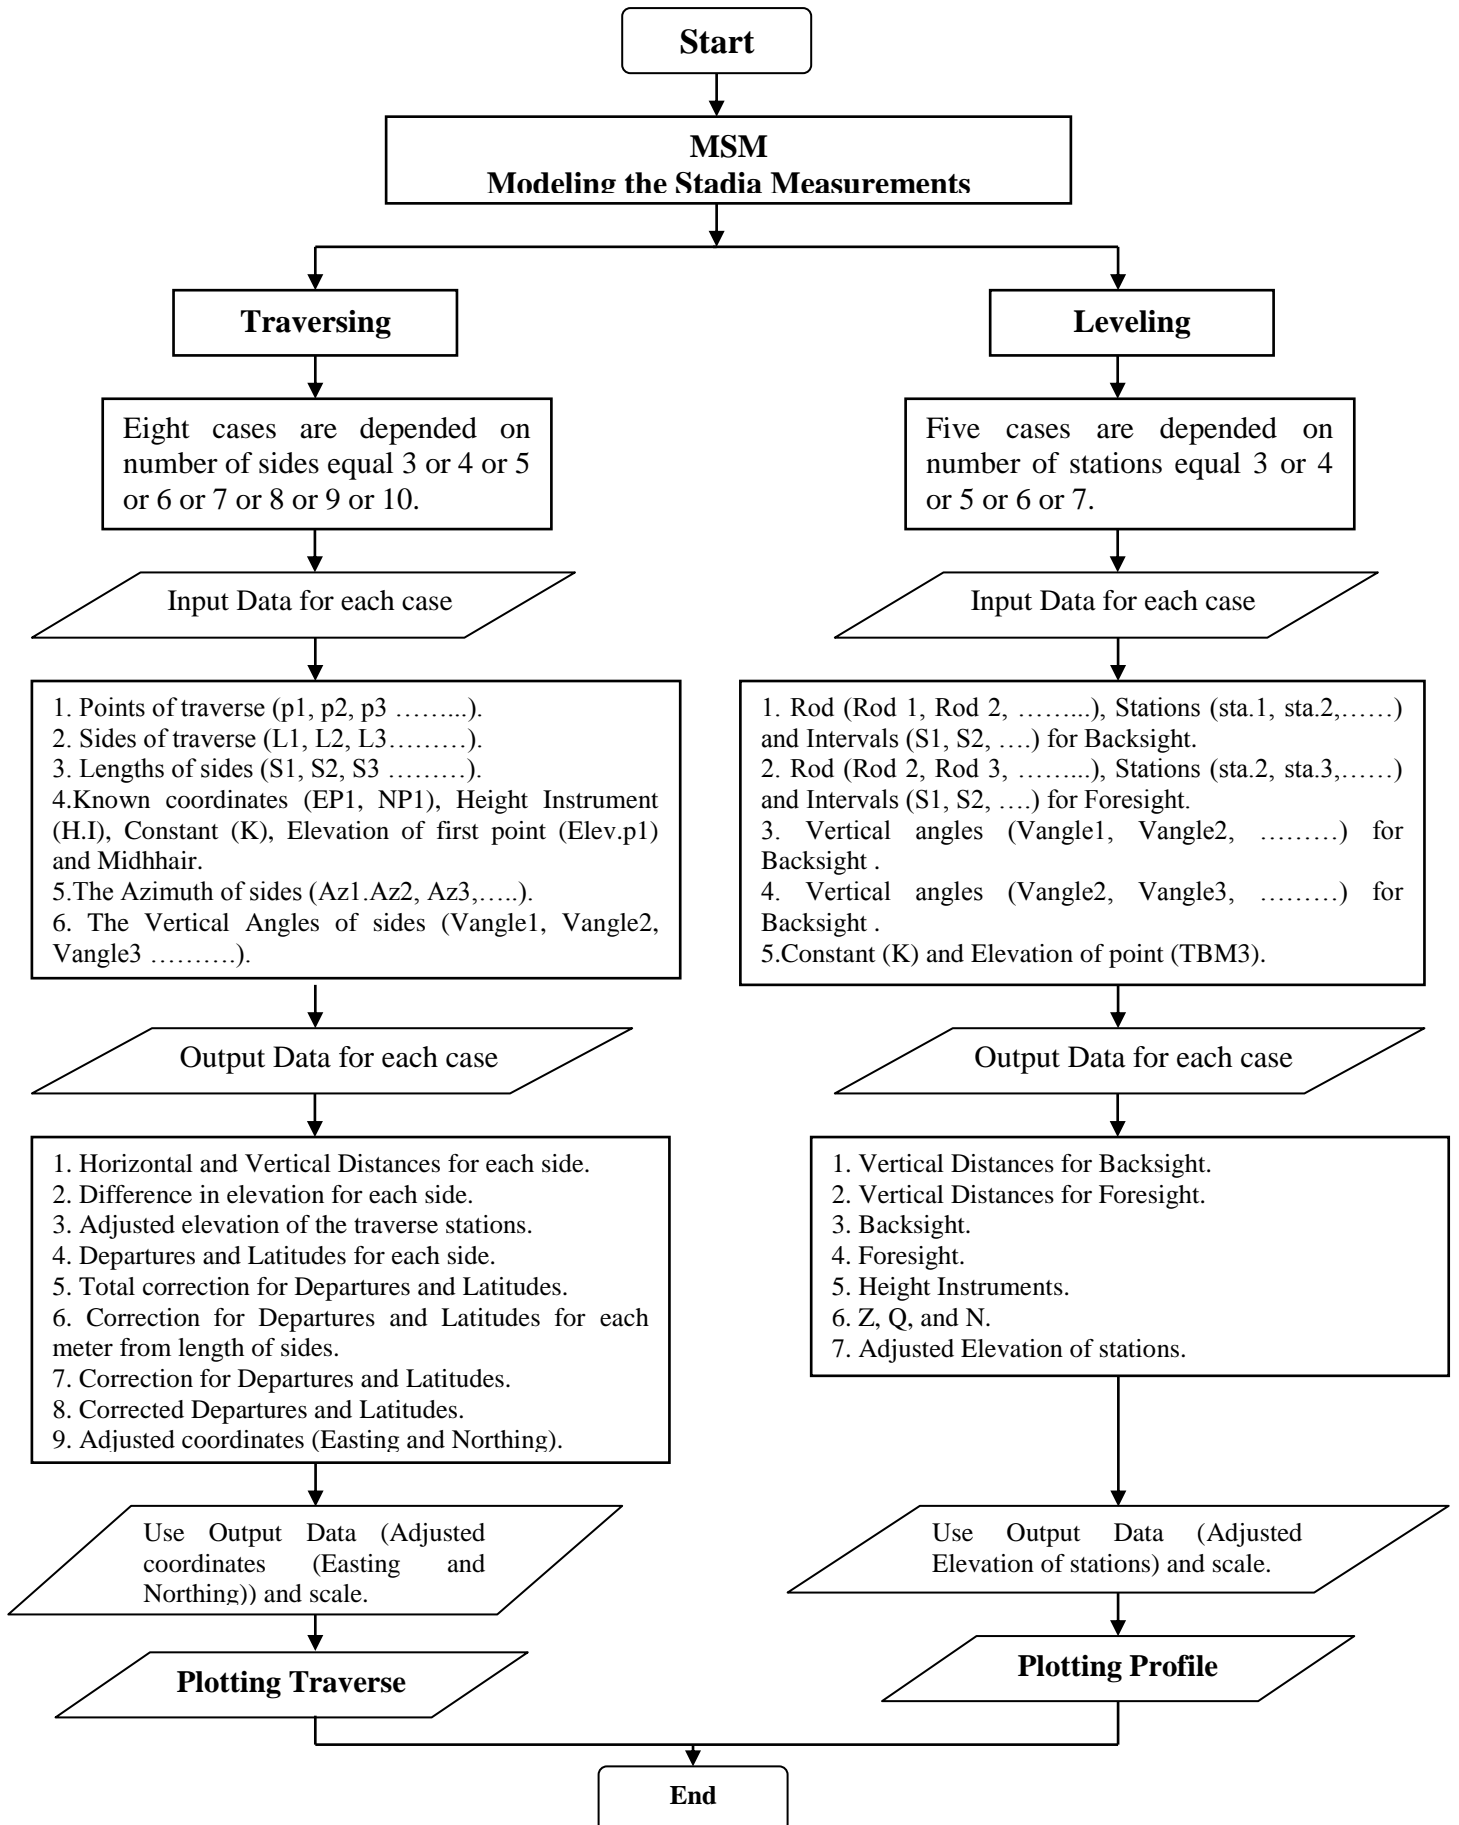 Start
MSM
Modeling the Stadia Measurements
Traversing
Eight cases are depended on
number of sides equal 3 or 4 or 5
or 6 or 7 or 8 or 9 or 10.
Input Data for each case
1. Points of traverse (p1, p2, p3 ……...).
2. Sides of traverse (L1, L2, L3………).
3. Lengths of sides (S1, S2, S3 ………).
4.Known coordinates (EP1, NP1), Height Instrument
(H.I), Constant (K), Elevation of first point (Elev.p1)
and Midhhair.
5.The Azimuth of sides (Az1.Az2, Az3,…..).
6. The Vertical Angles of sides (Vangle1, Vangle2,
Vangle3 ……….).
Output Data for each case
1. Horizontal and Vertical Distances for each side.
2. Difference in elevation for each side.
3. Adjusted elevation of the traverse stations.
4. Departures and Latitudes for each side.
5. Total correction for Departures and Latitudes.
6. Correction for Departures and Latitudes for each
meter from length of sides.
7. Correction for Departures and Latitudes.
8. Corrected Departures and Latitudes.
9. Adjusted coordinates (Easting and Northing).
Use Output Data (Adjusted
coordinates (Easting and
Northing)) and scale.
Plotting Traverse
Leveling
Five cases are depended on
number of stations equal 3 or 4
or 5 or 6 or 7.
Input Data for each case
1. Rod (Rod 1, Rod 2, ……...), Stations (sta.1, sta.2,……)
and Intervals (S1, S2, ….) for Backsight.
2. Rod (Rod 2, Rod 3, ……...), Stations (sta.2, sta.3,……)
and Intervals (S1, S2, ….) for Foresight.
3. Vertical angles (Vangle1, Vangle2, ………) for
Backsight .
4. Vertical angles (Vangle2, Vangle3, ………) for
Backsight .
5.Constant (K) and Elevation of point (TBM3).
Output Data for each case
1. Vertical Distances for Backsight.
2. Vertical Distances for Foresight.
3. Backsight.
4. Foresight.
5. Height Instruments.
6. Z, Q, and N.
7. Adjusted Elevation of stations.
Use Output Data (Adjusted
Elevation of stations) and scale.
Plotting Profile
End